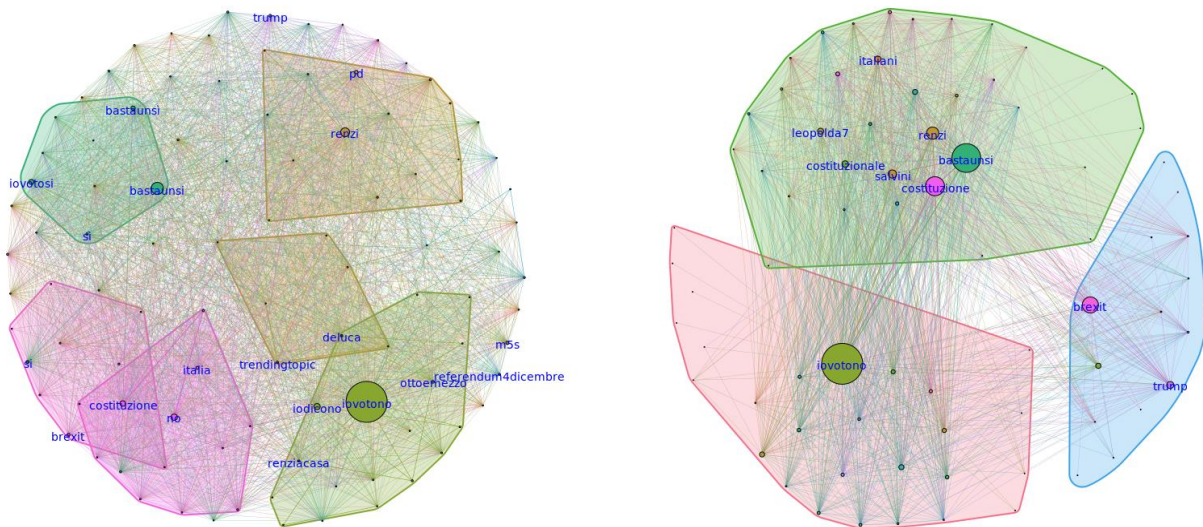 trump
pd
bastaunsi
renzi
iovotosi
bastaunsi
si
deluca
m5s
trendingtopic
si
italia
ottoemezzo
referendum4dicembre
costituzione
iodicono
iovotono
no
brexit
renziacasa
italiani
leopolda7
renzi
bastaunsi
costituzionale
salvini
costituzione
brexit
iovotono
trump